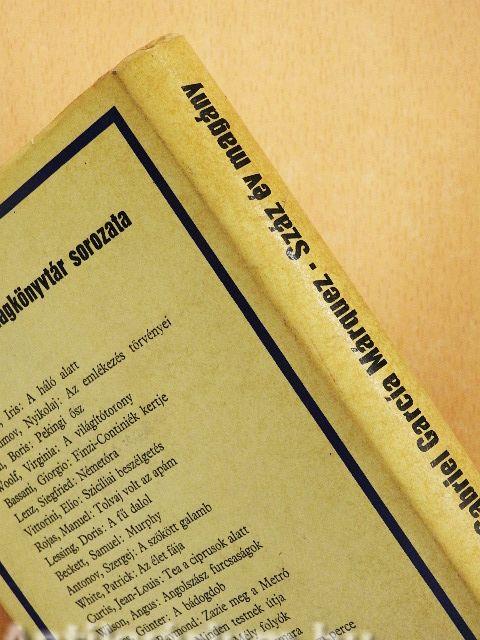 Gabriel García Márquez · Száz év magány
sorozata
Iris: A háló alatt
Nyikolaj: Az emlékezés törvényei
Boris: Pekingi ősz
Woolf, Virginia: A világítótorony
Bassani, Giorgio: Finzi-Continiék kertje
Lenz, Siegfried: Németóra
Vittorini, Elio: Szicíliai beszélgetés
Rojas, Manuel: Tolvaj volt az apám
Lessing, Doris: A fű dalol
Beckett, Samuel: Murphy
Antonov, Szergej: A szökött galamb
White, Patrick: Az élet fája
Curtis, Jean-Louis: Tea a ciprusok alatt
Angus: Angolszász furcsaságok
Günter: A bádogdob
Zazie meg a Metró
testnek útja
folyók